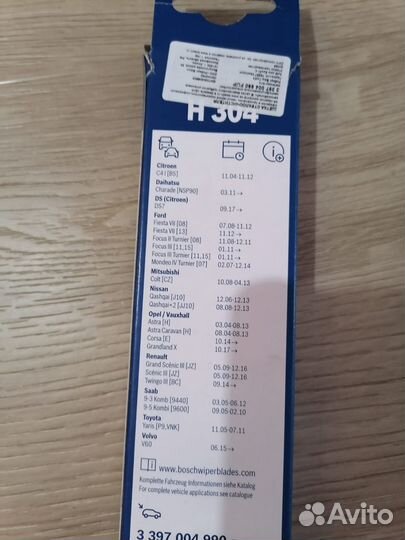 3 397 004 990
H 304
Citroen
C4 I [B5] 11.04-11.12
Daihatsu
Charade [NSP90] 03.11→
DS (Citroen)
DS7 09.17→
Ford
Fiesta VII [08] 07.08-11.12
Fiesta VII [13] 11.12→
Focus II Turnier [08] 11.08-12.11
Focus III [11,15] 01.11→
Focus III Turnier [11,15] 01.11→
Mondeo IV Turnier [07] 02.07-12.14
Mitsubishi
Colt [CZ] 10.08-04.13
Nissan
Qashqai [J10] 12.06-12.13
Qashqai+2 [JJ10] 08.08-12.13
Opel / Vauxhall
Astra [H] 03.04-08.13
Astra Caravan [H] 08.04-08.13
Corsa [E] 10.14→
Grandland X 10.17→
Renault
Grand Scénic III [JZ] 05.09-12.16
Scénic III [JZ] 05.09-12.16
Twingo III [BC] 09.14→
Saab
9-3 Kombi [9440] 03.05-06.12
9-5 Kombi [9600] 09.05-02.10
Toyota
Yaris [P9,VNK] 11.05-07.11
Volvo
V60 06.15→
www.boschwiperblades.com
Komplette Fahrzeug Informationen siehe Katalog
For complete vehicle applications see catalogue
3 397 004 990
Avito